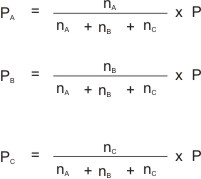 P_A = n_A / (n_A + n_B + n_C) x P
P_B = n_B / (n_A + n_B + n_C) x P
P_C = n_C / (n_A + n_B + n_C) x P